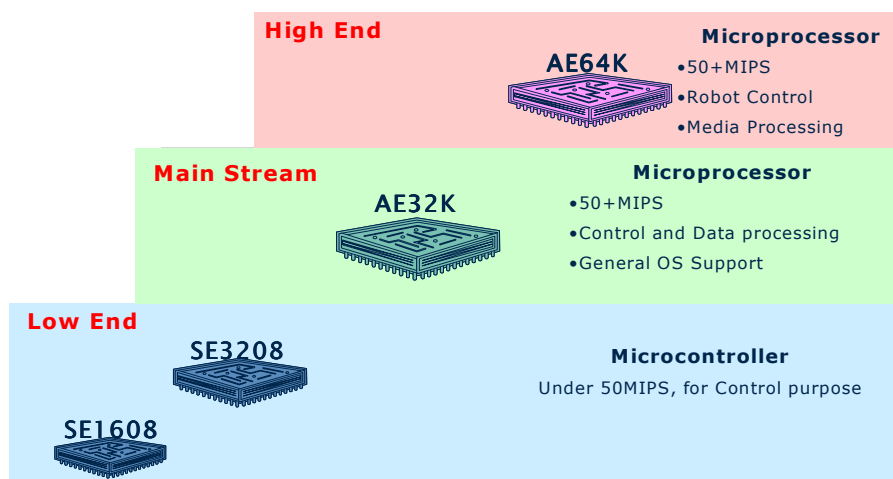 High End
AE64K
Microprocessor
•50+MIPS
•Robot Control
•Media Processing
Main Stream
AE32K
Microprocessor
•50+MIPS
•Control and Data processing
•General OS Support
Low End
SE3208
SE1608
Microcontroller
Under 50MIPS, for Control purpose